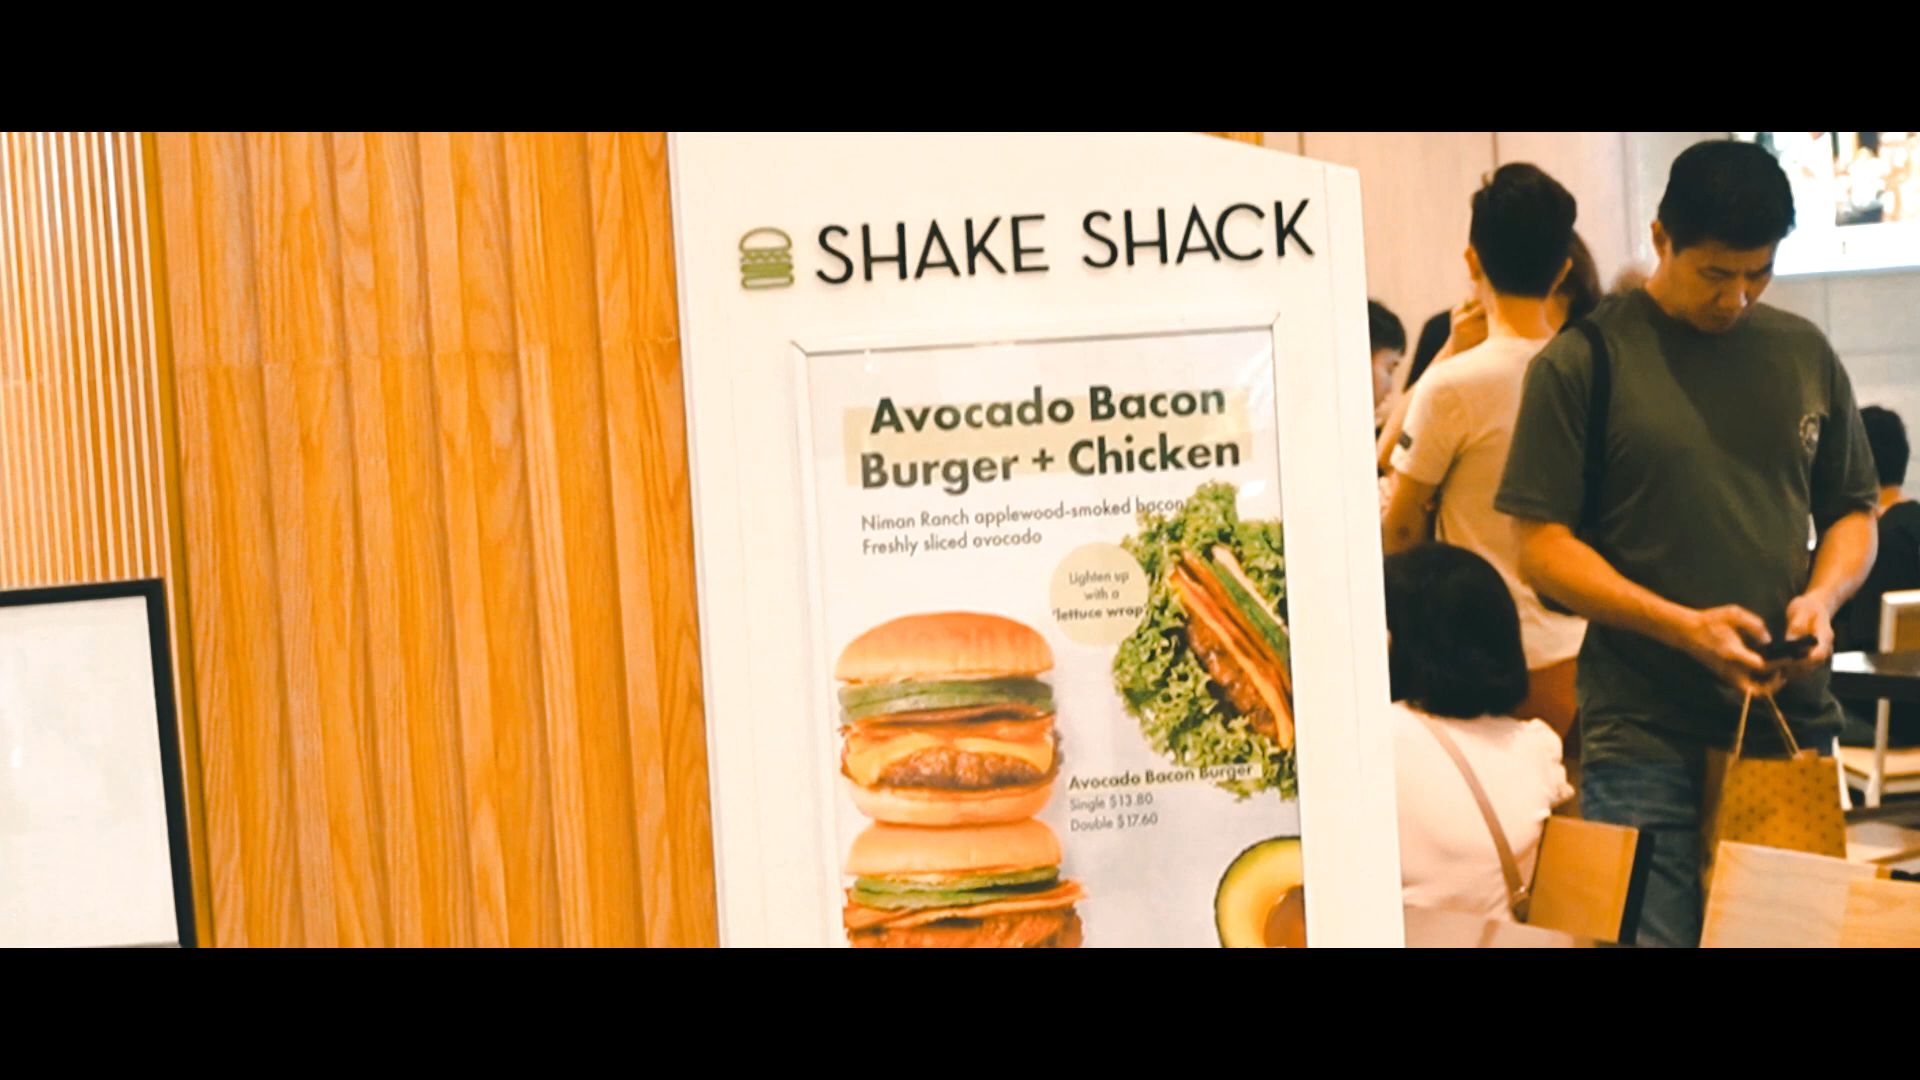 SHAKE SHACK
Avocado Bacon
Burger + Chicken
Niman Ranch applewood-smoked bacon
Freshly sliced avocado
Lighten up
with a
'lettuce wrap'
Avocado Bacon Burger
Single $13.80
Double $17.60